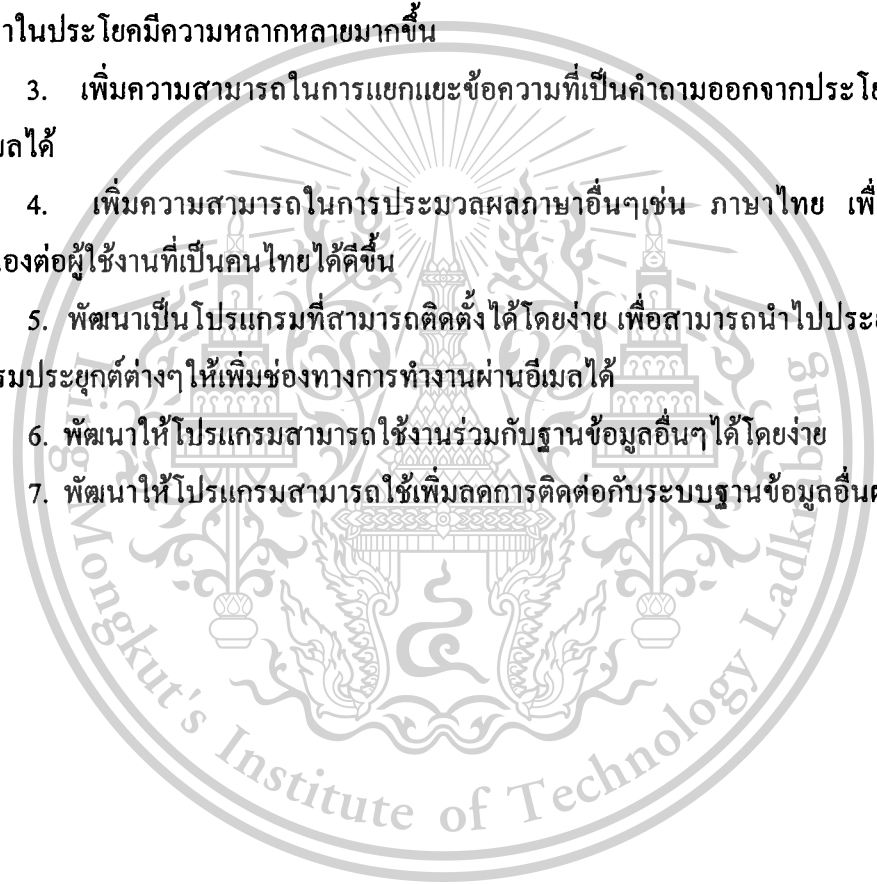 าในประโยคมีความหลากหลายมากขึ้น
3. เพิ่มความสามารถในการแยกแยะข้อความที่เป็นคำถามออกจากประโย
มลได้
4. เพิ่มความสามารถในการประมวลผลภาษาอื่นๆเช่น ภาษาไทย เพื่
องต่อผู้ใช้งานที่เป็นคนไทยได้ดีขึ้น
5. พัฒนาเป็นโปรแกรมที่สามารถติดตั้งได้โดยง่าย เพื่อสามารถนำไปประย
รมประยุกต์ต่างๆให้เพิ่มช่องทางการทำงานผ่านอีเมลได้
6. พัฒนาให้โปรแกรมสามารถใช้งานร่วมกับฐานข้อมูลอื่นๆได้โดยง่าย
7. พัฒนาให้โปรแกรมสามารถใช้เพิ่มลดการติดต่อกับระบบฐานข้อมูลอื่นผ
King Mongkut's Institute of Technology Ladkrabang